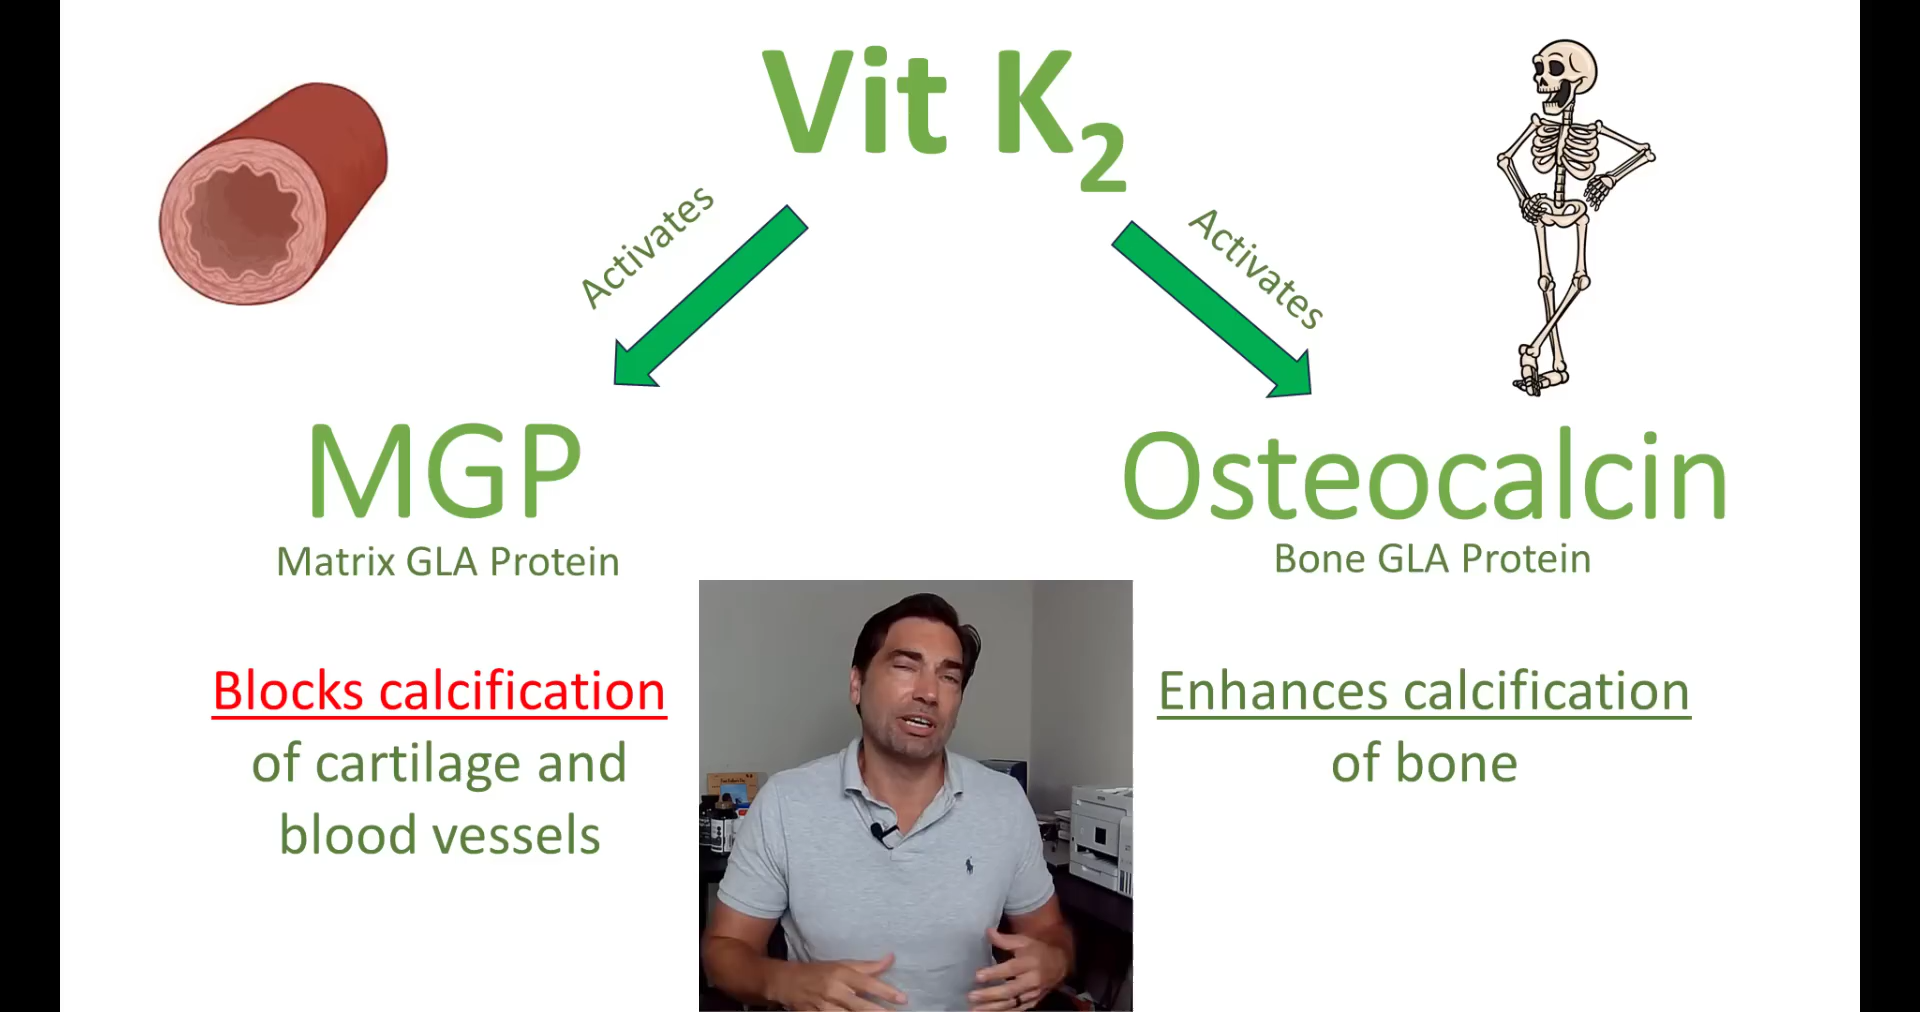 Vit K₂
Activates
Activates
MGP
Matrix GLA Protein
Osteocalcin
Bone GLA Protein
Blocks calcification
of cartilage and
blood vessels
Enhances calcification
of bone